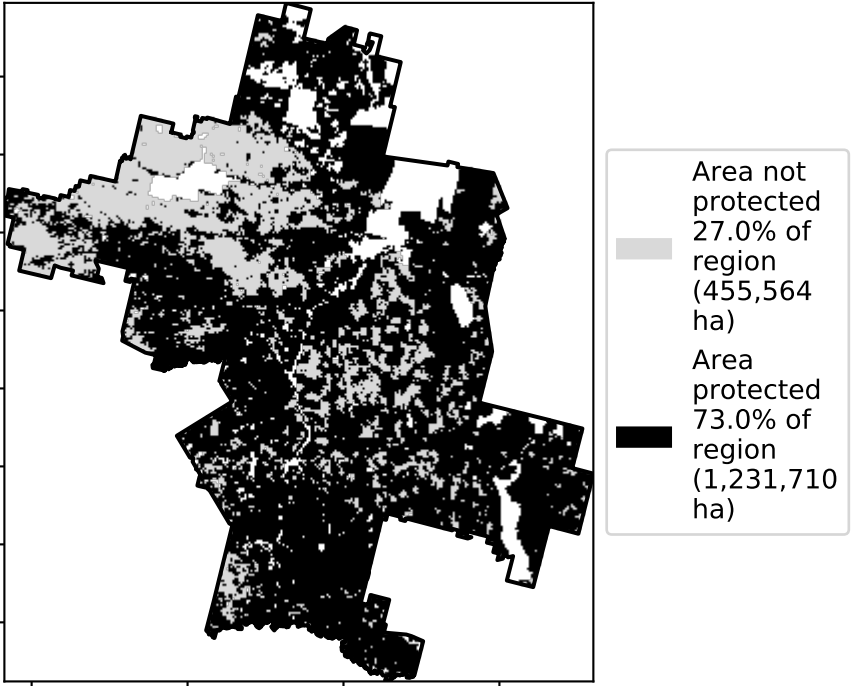 Area not
protected
27.0% of
region
(455,564
ha)
Area
protected
73.0% of
region
(1,231,710
ha)